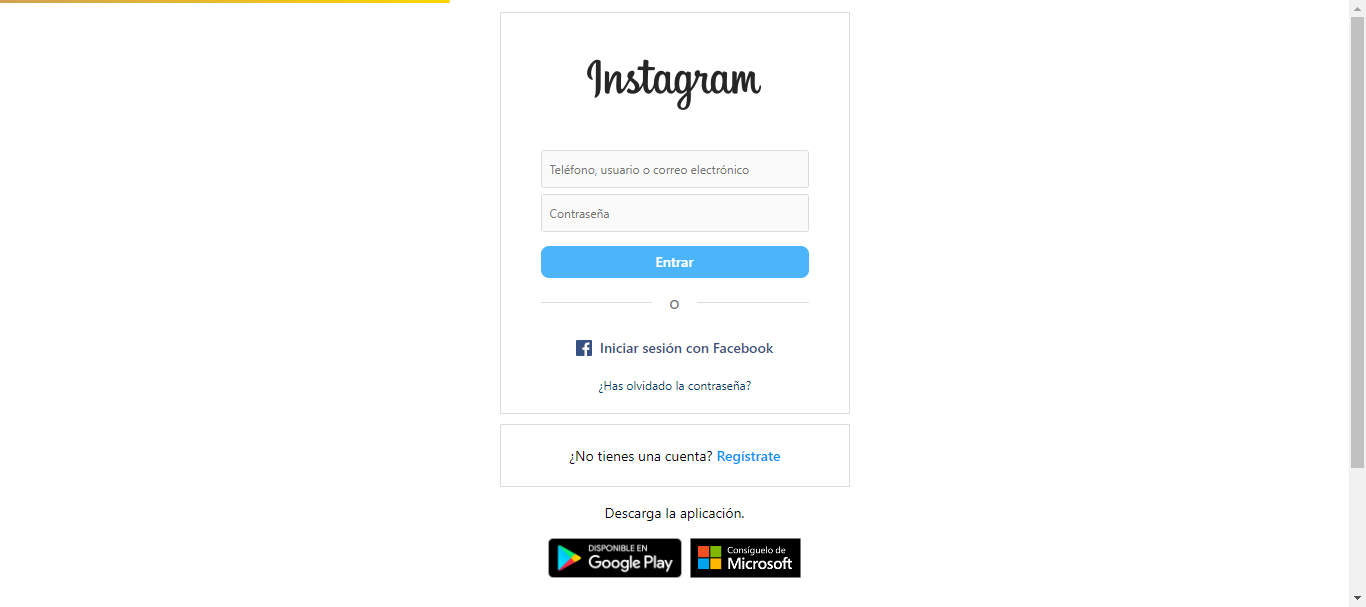 Instagram
Teléfono, usuario o correo electrónico
Contraseña
Entrar
O
Iniciar sesión con Facebook
¿Has olvidado la contraseña?
¿No tienes una cuenta? Regístrate
Descarga la aplicación.
DISPONIBLE EN
Google Play
Consíguelo de
Microsoft